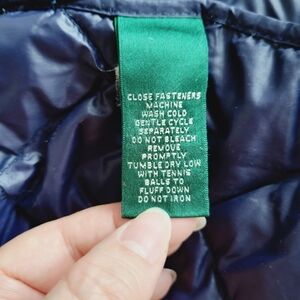 CLOSE FASTENERS
MACHINE
WASH COLD
GENTLE CYCLE
SEPARATELY
DO NOT BLEACH
REMOVE
PROMPTLY
TUMBLE DRY LOW
WITH TENNIS
BALLS TO
FLUFF DOWN
DO NOT IRON